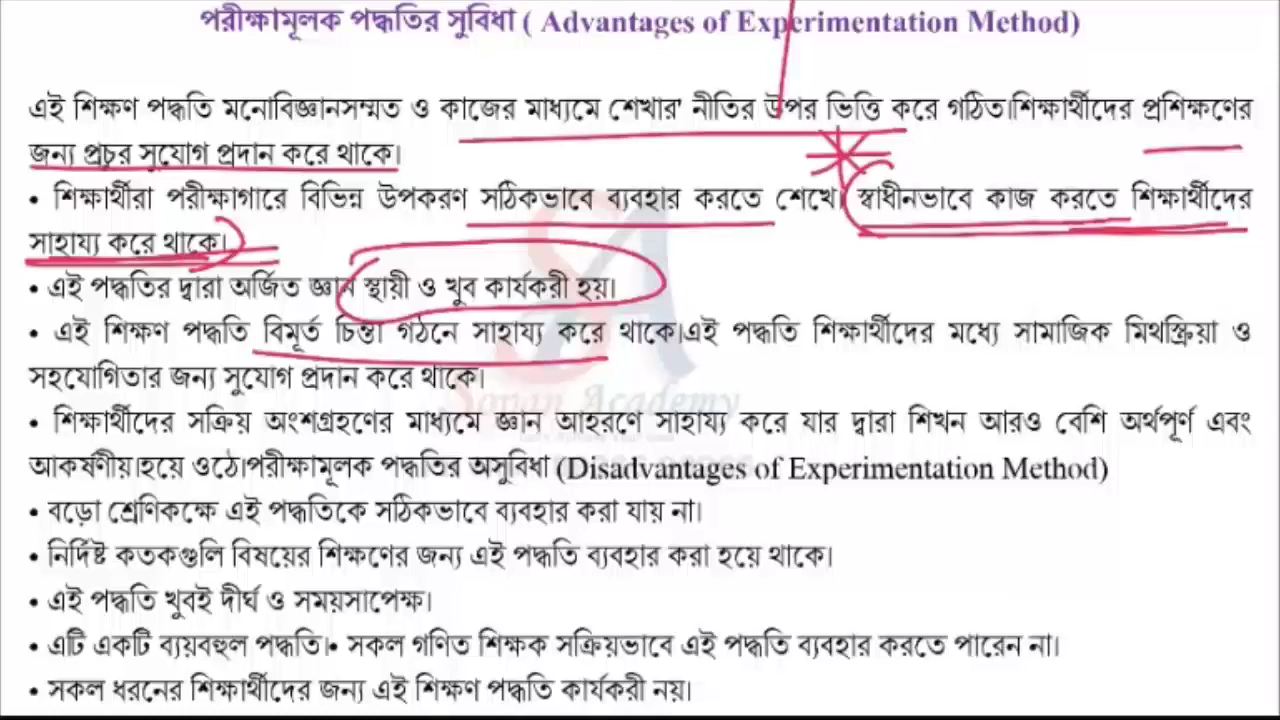 পরীক্ষামূলক পদ্ধতির সুবিধা ( Advantages of Experimentation Method)
এই শিক্ষণ পদ্ধতি মনোবিজ্ঞানসম্মত ও কাজের মাধ্যমে শেখার' নীতির উপর ভিত্তি করে গঠিত।শিক্ষার্থীদের প্রশিক্ষণের
জন্য প্রচুর সুযোগ প্রদান করে থাকে।
• শিক্ষার্থীরা পরীক্ষাগারে বিভিন্ন উপকরণ সঠিকভাবে ব্যবহার করতে শেখে। স্বাধীনভাবে কাজ করতে শিক্ষার্থীদের
সাহায্য করে থাকে।
• এই পদ্ধতির দ্বারা অর্জিত জ্ঞান স্থায়ী ও খুব কার্যকরী হয়।
• এই শিক্ষণ পদ্ধতি বিমূর্ত চিন্তা গঠনে সাহায্য করে থাকে।এই পদ্ধতি শিক্ষার্থীদের মধ্যে সামাজিক মিথস্ক্রিয়া ও
সহযোগিতার জন্য সুযোগ প্রদান করে থাকে।
Sopan Academy
• শিক্ষার্থীদের সক্রিয় অংশগ্রহণের মাধ্যমে জ্ঞান আহরণে সাহায্য করে যার দ্বারা শিখন আরও বেশি অর্থপূর্ণ এবং
আকর্ষণীয়।হয়ে ওঠে।পরীক্ষামূলক পদ্ধতির অসুবিধা (Disadvantages of Experimentation Method)
• বড়ো শ্রেণিকক্ষে এই পদ্ধতিকে সঠিকভাবে ব্যবহার করা যায় না।
• নির্দিষ্ট কতকগুলি বিষয়ের শিক্ষণের জন্য এই পদ্ধতি ব্যবহার করা হয়ে থাকে।
• এই পদ্ধতি খুবই দীর্ঘ ও সময়সাপেক্ষ।
• এটি একটি ব্যয়বহুল পদ্ধতি।• সকল গণিত শিক্ষক সক্রিয়ভাবে এই পদ্ধতি ব্যবহার করতে পারেন না।
• সকল ধরনের শিক্ষার্থীদের জন্য এই শিক্ষণ পদ্ধতি কার্যকরী নয়।